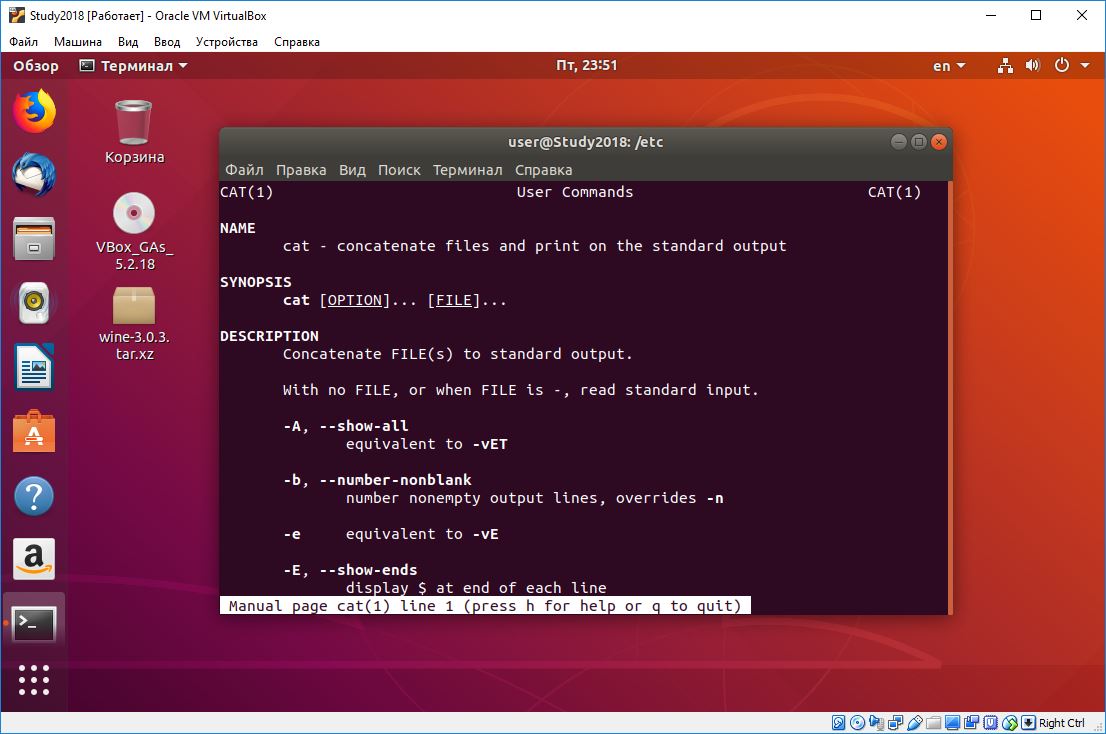 Study2018 [Работает] - Oracle VM VirtualBox
Файл Машина Вид Ввод Устройства Справка
Обзор Терминал Пт, 23:51 en
Корзина
VBox_GAs_
5.2.18
wine-3.0.3.
tar.xz
user@Study2018: /etc
Файл Правка Вид Поиск Терминал Справка
CAT(1) User Commands CAT(1)
NAME
cat - concatenate files and print on the standard output
SYNOPSIS
cat [OPTION]... [FILE]...
DESCRIPTION
Concatenate FILE(s) to standard output.
With no FILE, or when FILE is -, read standard input.
-A, --show-all
equivalent to -vET
-b, --number-nonblank
number nonempty output lines, overrides -n
-e equivalent to -vE
-E, --show-ends
display $ at end of each line
Manual page cat(1) line 1 (press h for help or q to quit)
Right Ctrl